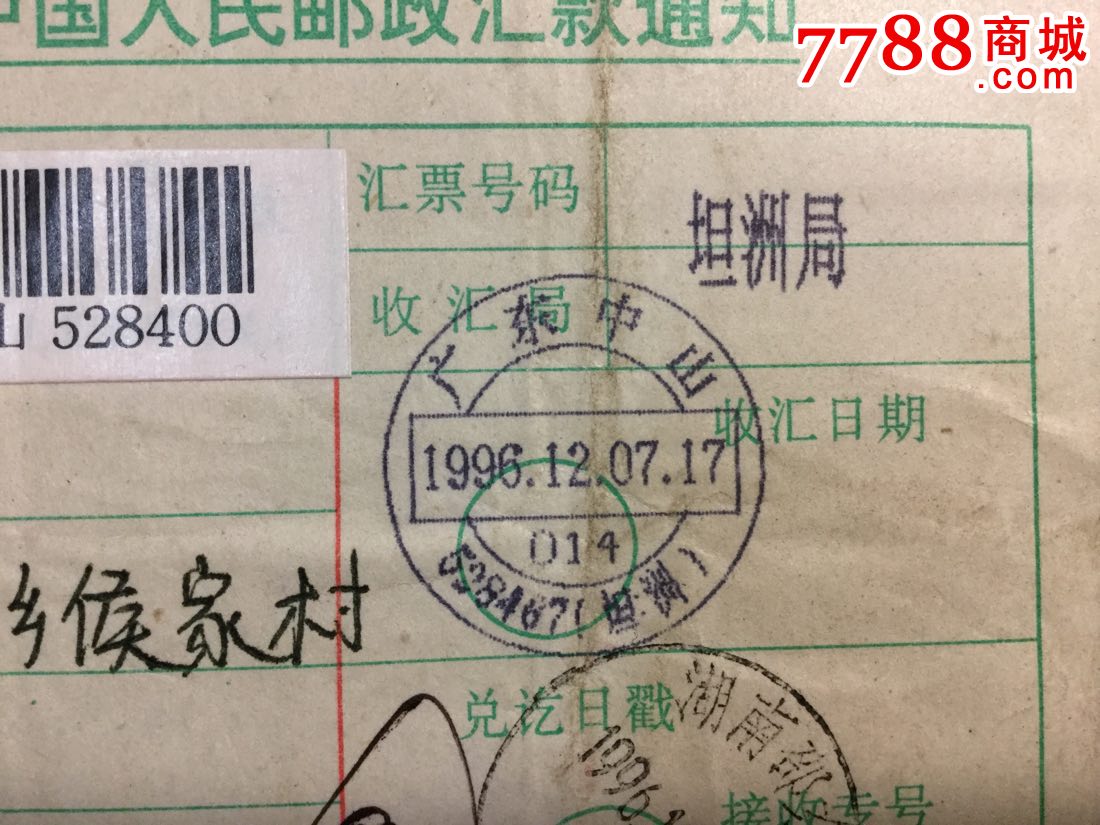 中国人民邮政汇款通知
7788商城
.com
汇票号码
坦洲局
山 528400
收汇局
广东中山
收汇日期
1996.12.07.17
014
528467(坦洲)
乡侯家村
兑讫日戳
湖南
1996.1
接收专号